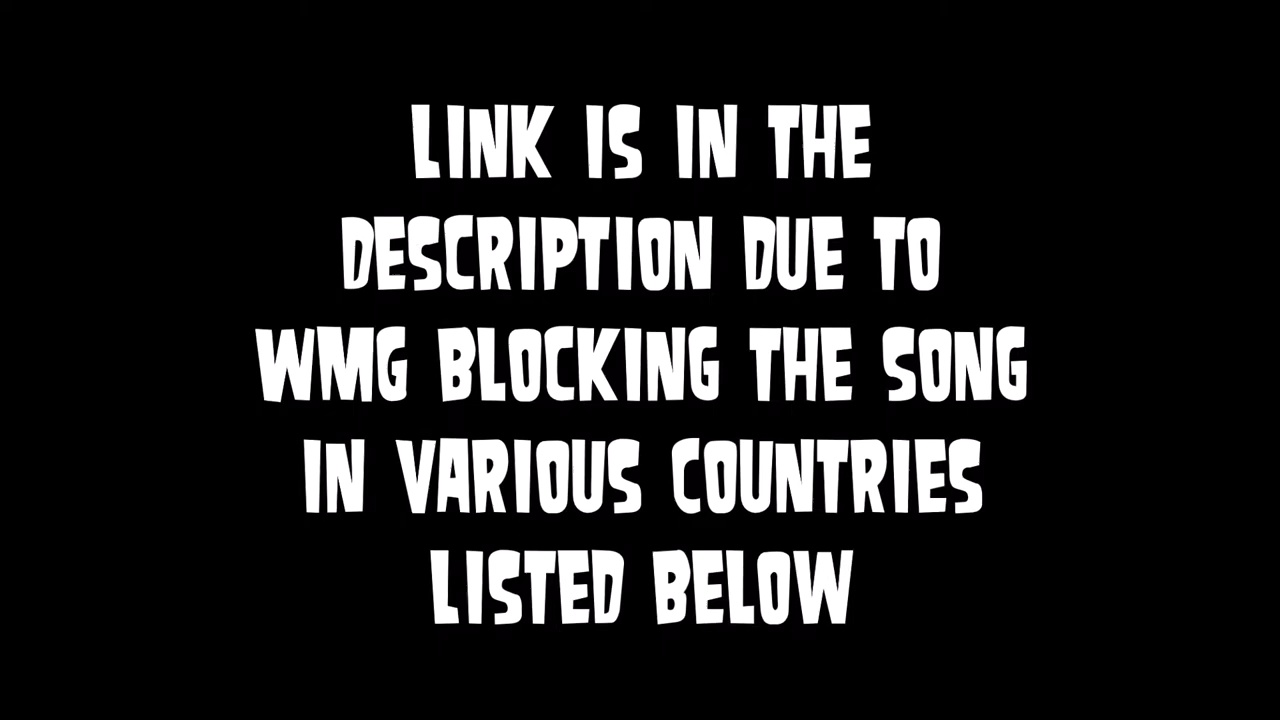 LINK IS IN THE
DESCRIPTION DUE TO
WMG BLOCKING THE SONG
IN VARIOUS COUNTRIES
LISTED BELOW